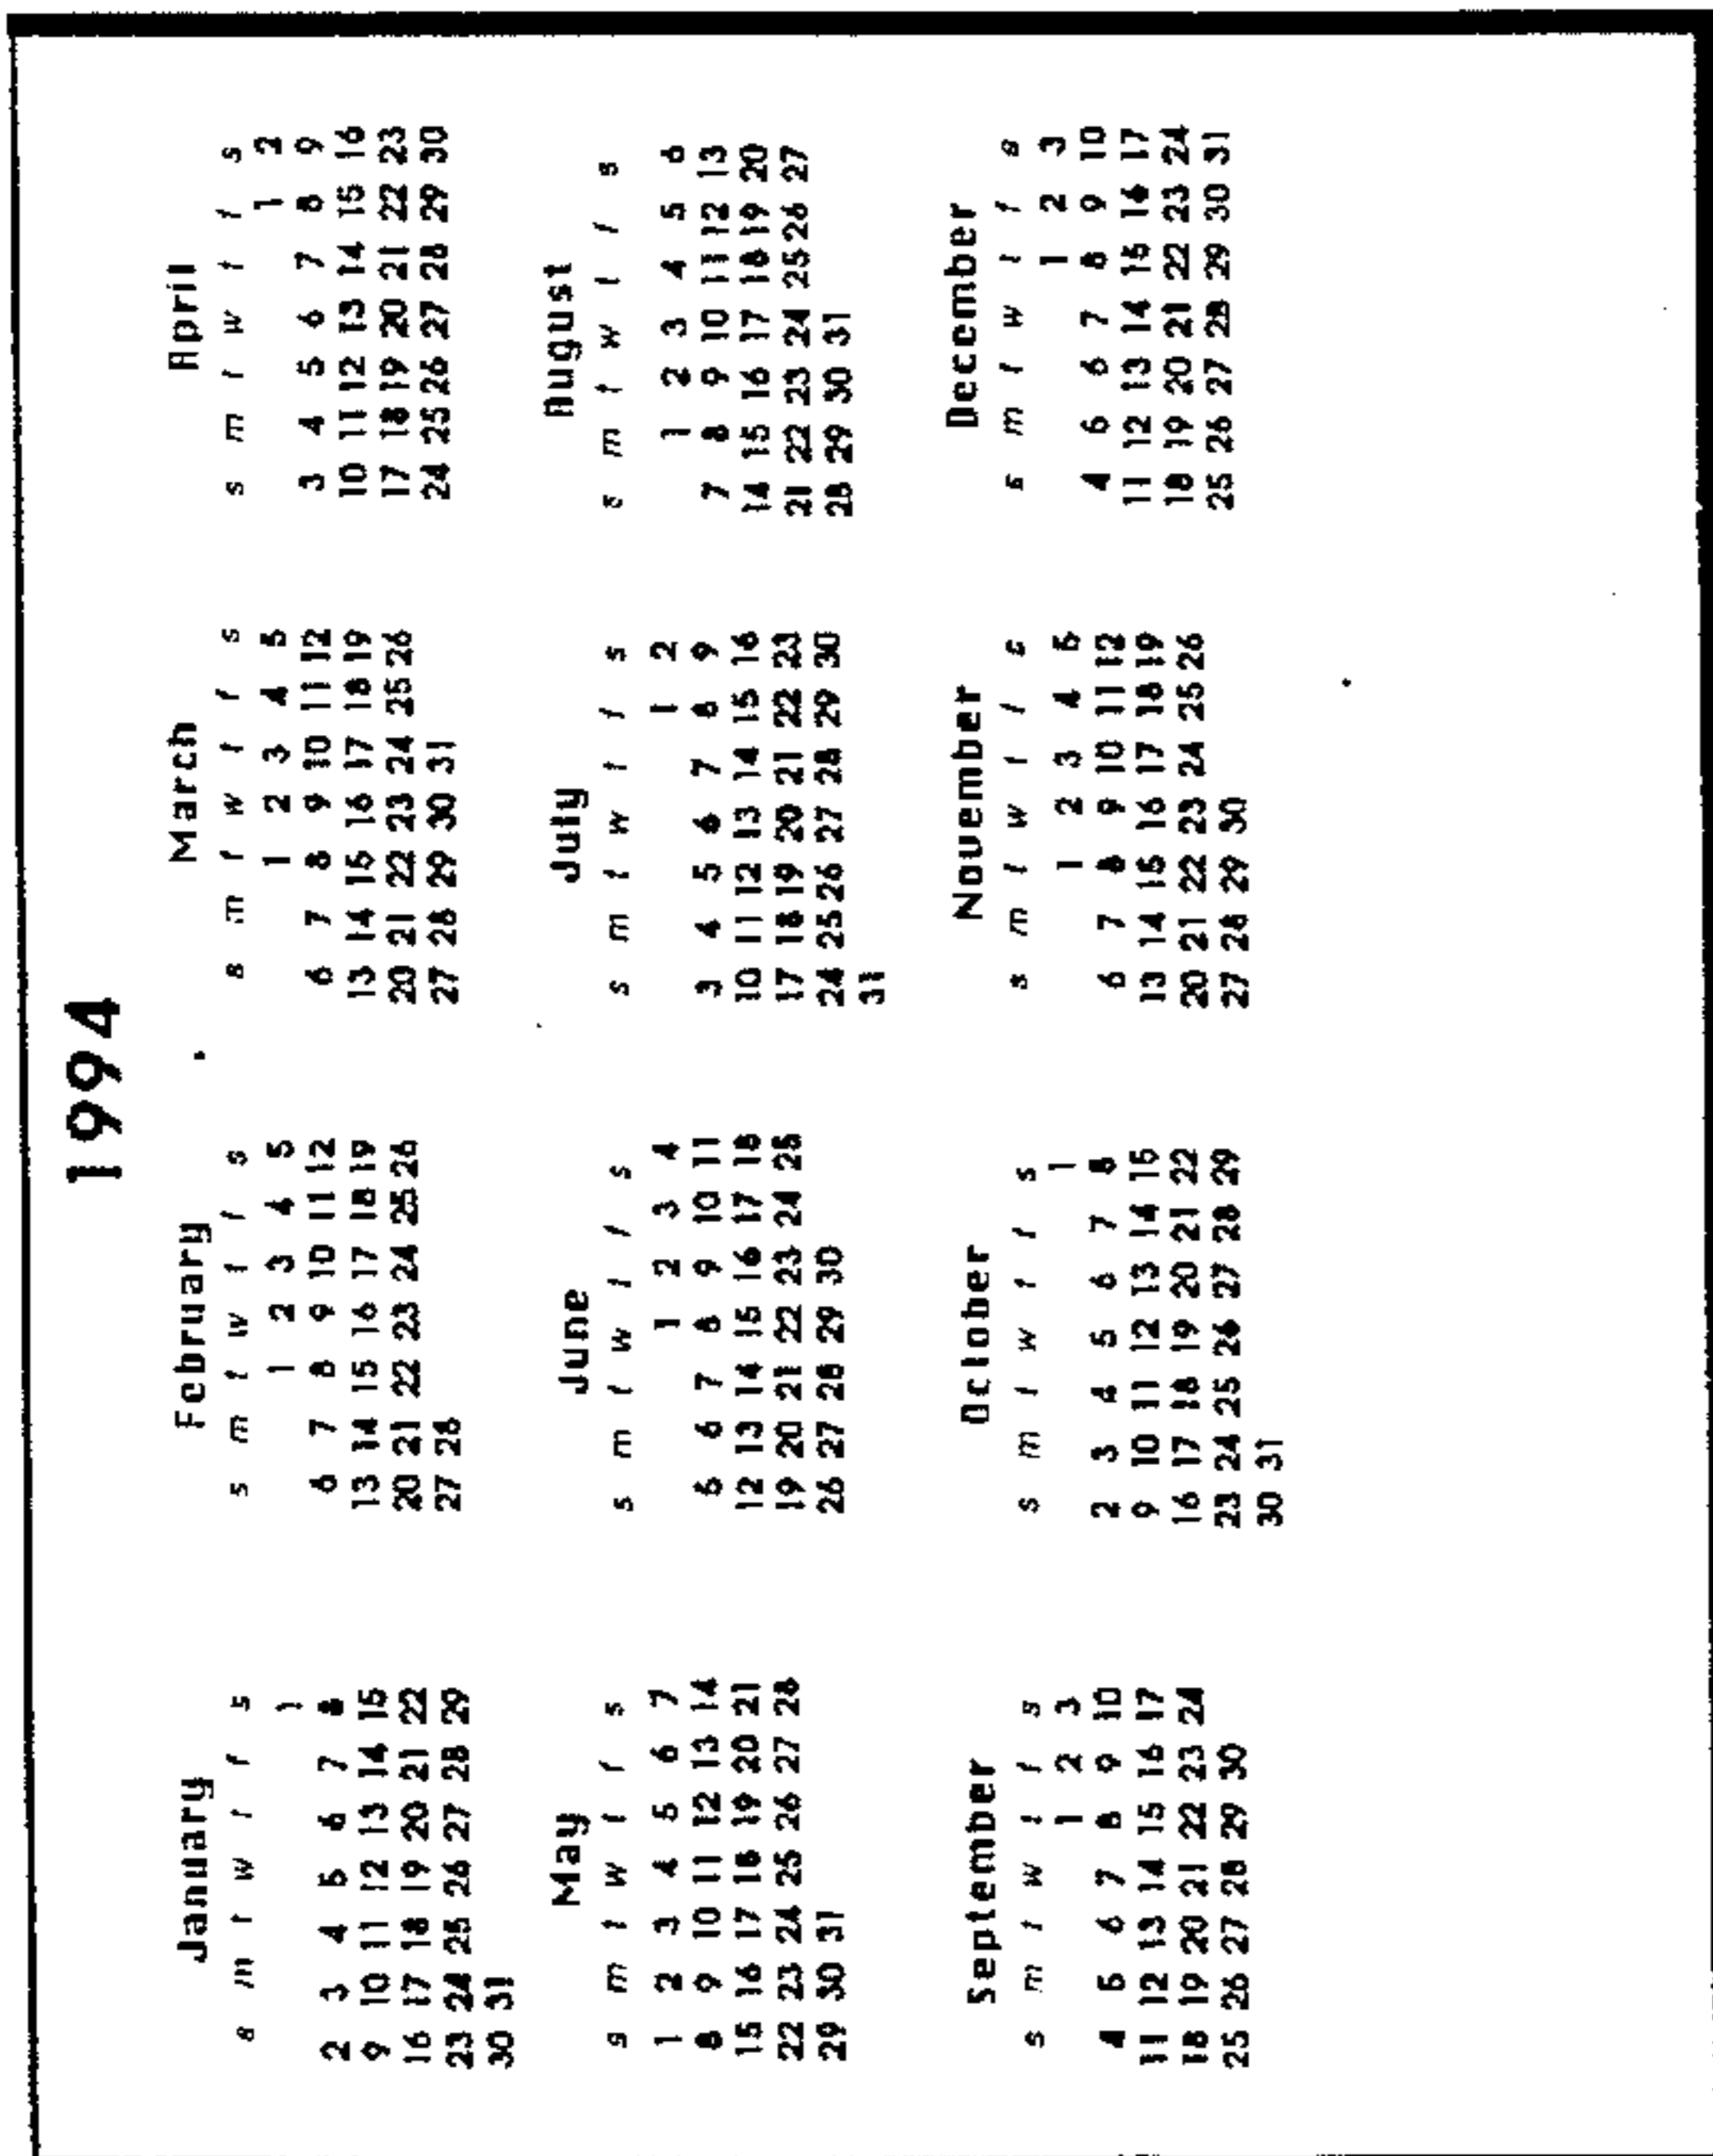 1994
January
s m t w t f s
1
2 3 4 5 6 7 8
9 10 11 12 13 14 15
16 17 18 19 20 21 22
23 24 25 26 27 28 29
30 31
February
s m t w t f s
1 2 3 4 5
6 7 8 9 10 11 12
13 14 15 16 17 18 19
20 21 22 23 24 25 26
27 28
March
s m t w t f s
1 2 3 4 5
6 7 8 9 10 11 12
13 14 15 16 17 18 19
20 21 22 23 24 25 26
27 28 29 30 31
April
s m t w t f s
1 2
3 4 5 6 7 8 9
10 11 12 13 14 15 16
17 18 19 20 21 22 23
24 25 26 27 28 29 30
May
s m t w t f s
1 2 3 4 5 6 7
8 9 10 11 12 13 14
15 16 17 18 19 20 21
22 23 24 25 26 27 28
29 30 31
June
s m t w t f s
1 2 3 4
5 6 7 8 9 10 11
12 13 14 15 16 17 18
19 20 21 22 23 24 25
26 27 28 29 30
July
s m t w t f s
1 2
3 4 5 6 7 8 9
10 11 12 13 14 15 16
17 18 19 20 21 22 23
24 25 26 27 28 29 30
31
August
s m t w t f s
1 2 3 4 5 6
7 8 9 10 11 12 13
14 15 16 17 18 19 20
21 22 23 24 25 26 27
28 29 30 31
September
s m t w t f s
1 2 3
4 5 6 7 8 9 10
11 12 13 14 15 16 17
18 19 20 21 22 23 24
25 26 27 28 29 30
October
s m t w t f s
1
2 3 4 5 6 7 8
9 10 11 12 13 14 15
16 17 18 19 20 21 22
23 24 25 26 27 28 29
30 31
November
s m t w t f s
1 2 3 4 5
6 7 8 9 10 11 12
13 14 15 16 17 18 19
20 21 22 23 24 25 26
27 28 29 30
December
s m t w t f s
1 2 3
4 5 6 7 8 9 10
11 12 13 14 15 16 17
18 19 20 21 22 23 24
25 26 27 28 29 30 31